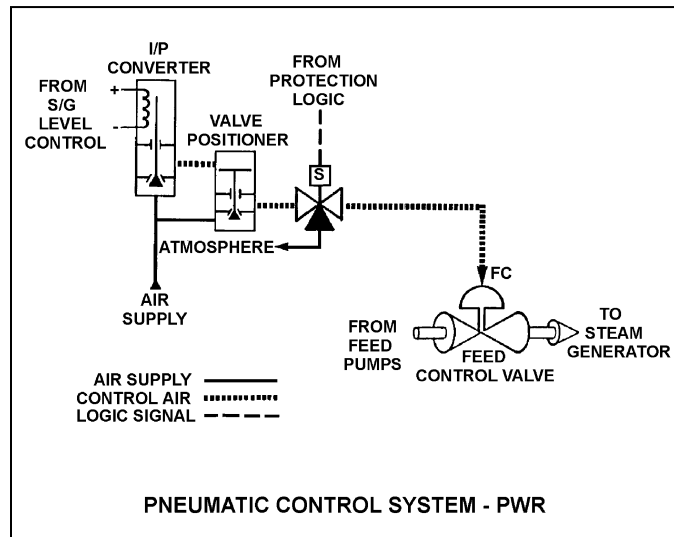 I/P
CONVERTER
FROM
S/G
LEVEL
CONTROL
+
-
VALVE
POSITIONER
FROM
PROTECTION
LOGIC
S
ATMOSPHERE
AIR
SUPPLY
FC
FROM
FEED
PUMPS
FEED
CONTROL VALVE
TO
STEAM
GENERATOR
AIR SUPPLY
CONTROL AIR
LOGIC SIGNAL
PNEUMATIC CONTROL SYSTEM - PWR